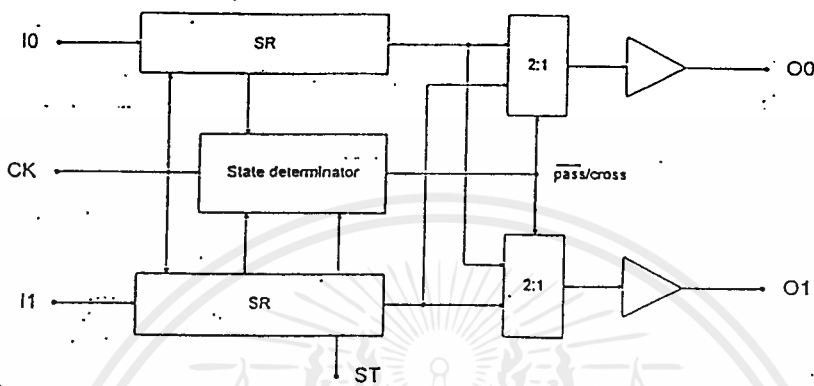 I0
SR
2:1
O0
CK
State determinator
pass/cross
I1
SR
2:1
O1
ST